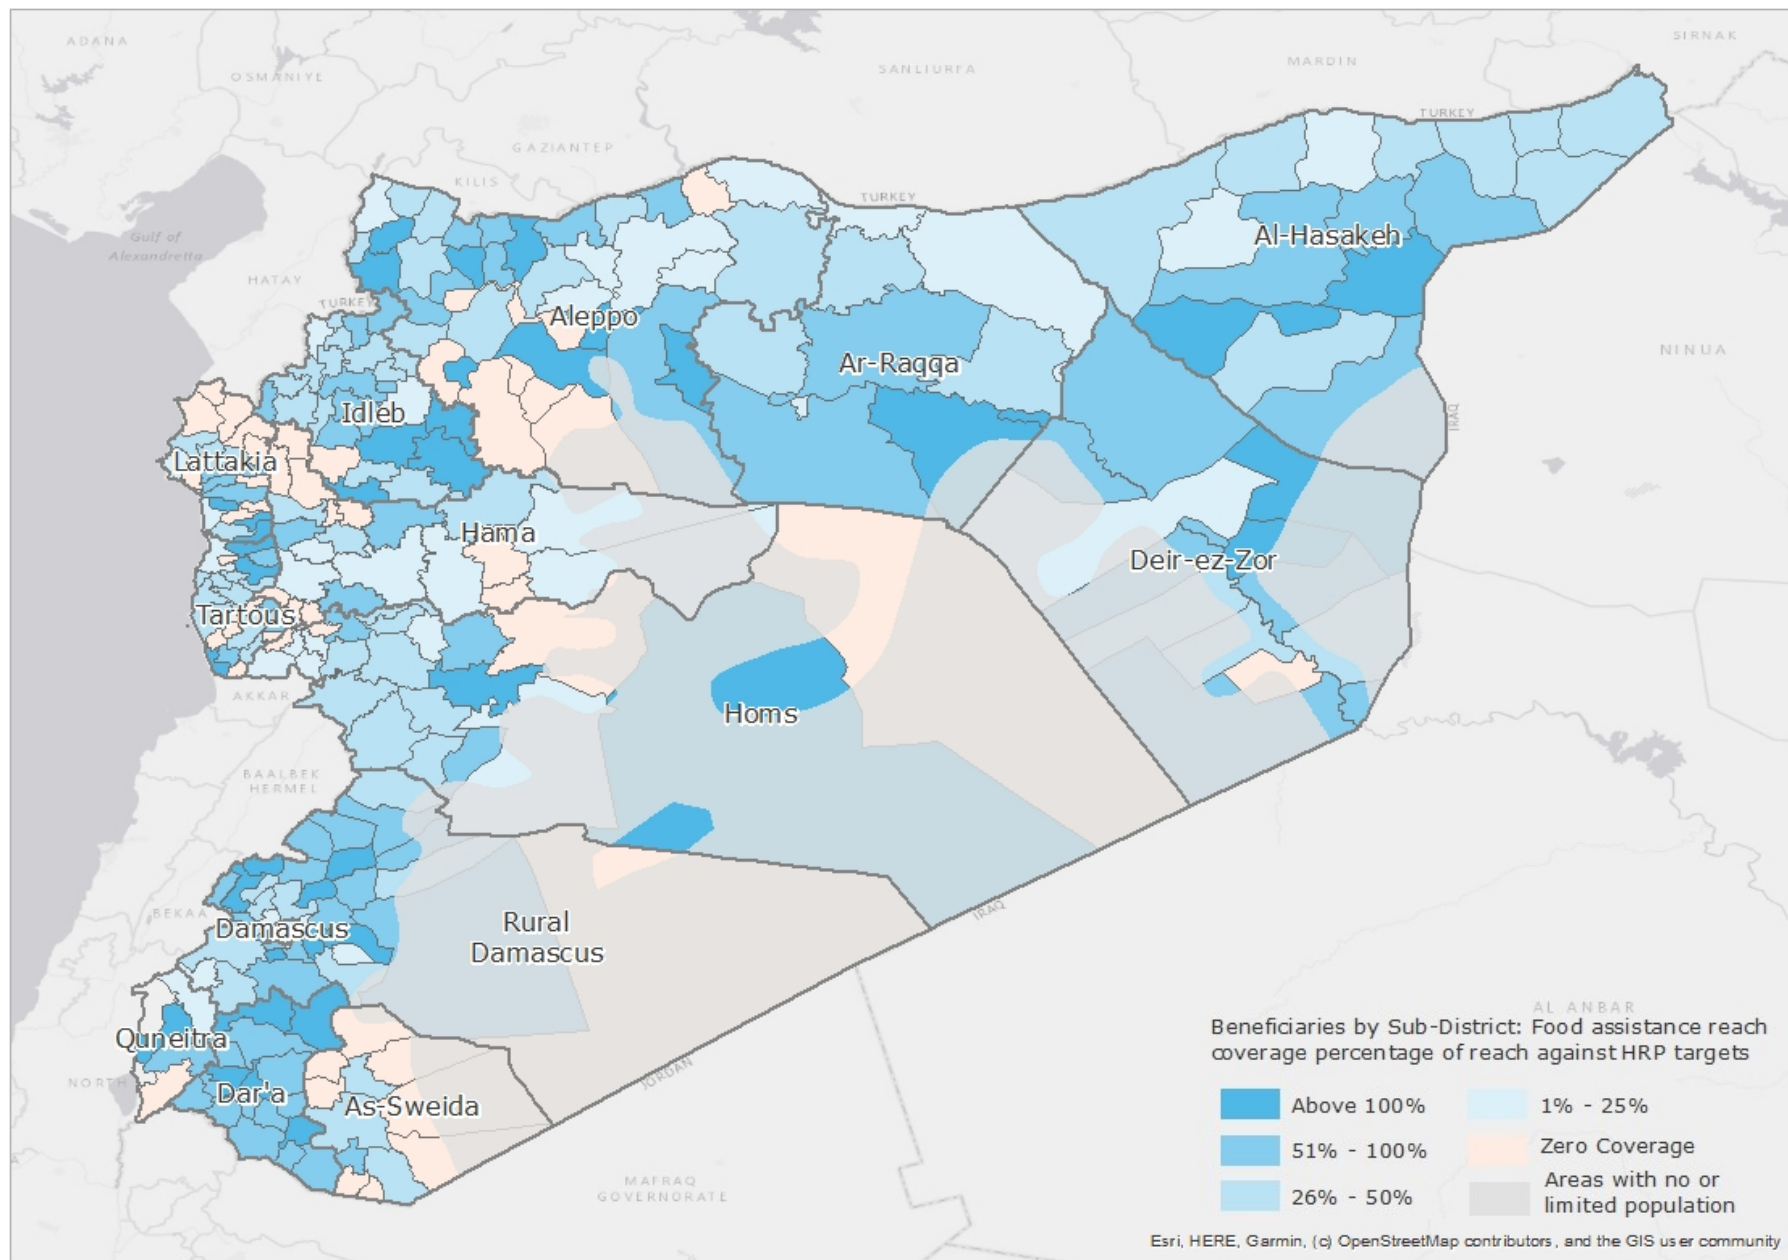 ADANA
OSMANIYE
SANLIURFA
MARDIN
SIRNAK
TURKEY
GAZIANTEP
KILIS
TURKEY
Gulf of
Alexandretta
HATAY
TURKEY
Al-Hasakeh
Aleppo
Ar-Raqqa
NINUA
Idleb
IRAQ
Lattakia
Hama
Deir-ez-Zor
Tartous
AKKAR
Homs
BAALBEK
HERMEL
BEKAA
Damascus
Rural
Damascus
IRAQ
Quneitra
NORTH
Dar'a
As-Sweida
JORDAN
MAFRAQ
GOVERNORATE
AL ANBAR
Beneficiaries by Sub-District: Food assistance reach
coverage percentage of reach against HRP targets
Above 100%
51% - 100%
26% - 50%
1% - 25%
Zero Coverage
Areas with no or
limited population
Esri, HERE, Garmin, (c) OpenStreetMap contributors, and the GIS user community